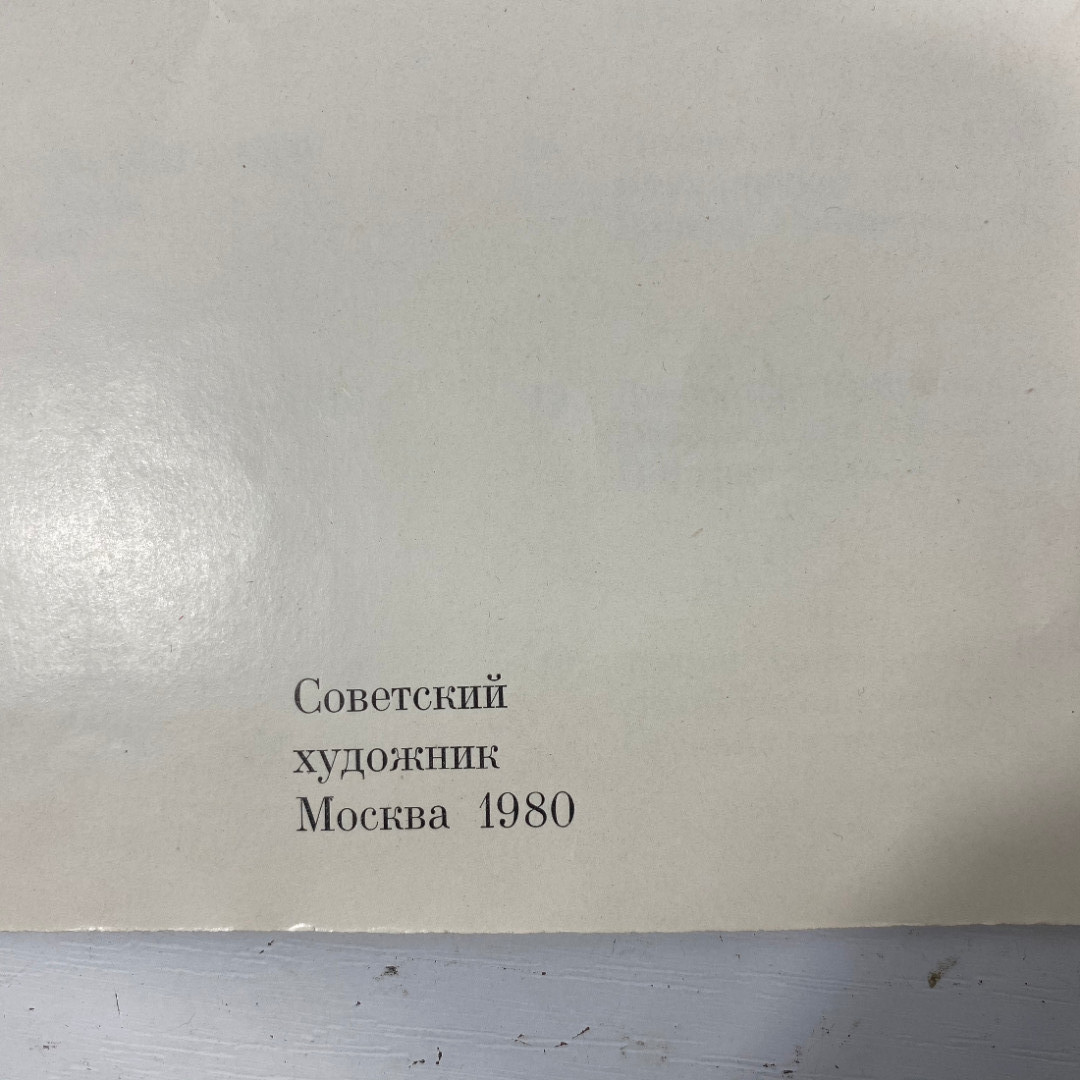 Советский
художник
Москва 1980